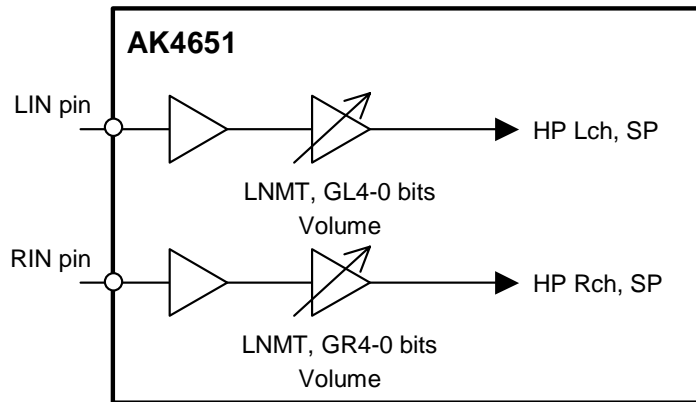 AK4651
LIN pin
HP Lch, SP
LNMT, GL4-0 bits
Volume
RIN pin
HP Rch, SP
LNMT, GR4-0 bits
Volume